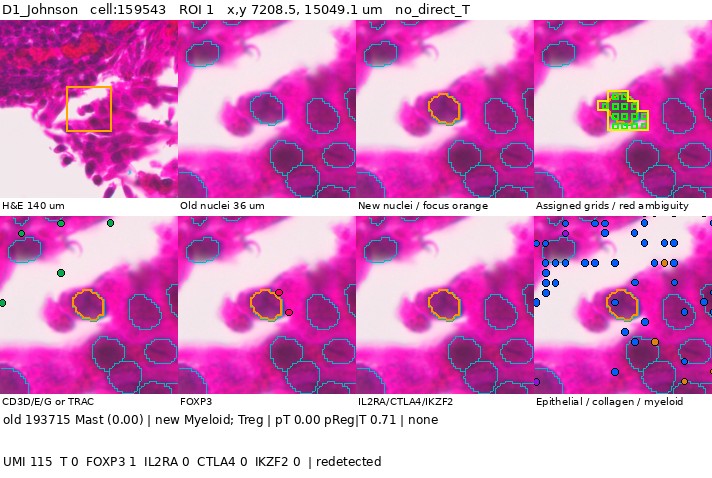 D1_Johnson cell:159543 ROI 1 x,y 7208.5, 15049.1 um no_direct_T
H&E 140 um
Old nuclei 36 um
New nuclei / focus orange
Assigned grids / red ambiguity
CD3D/E/G or TRAC
FOXP3
IL2RA/CTLA4/IKZF2
Epithelial / collagen / myeloid
old 193715 Mast (0.00) | new Myeloid; Treg | pT 0.00 pReg|T 0.71 | none
UMI 115 T 0 FOXP3 1 IL2RA 0 CTLA4 0 IKZF2 0 | redetected